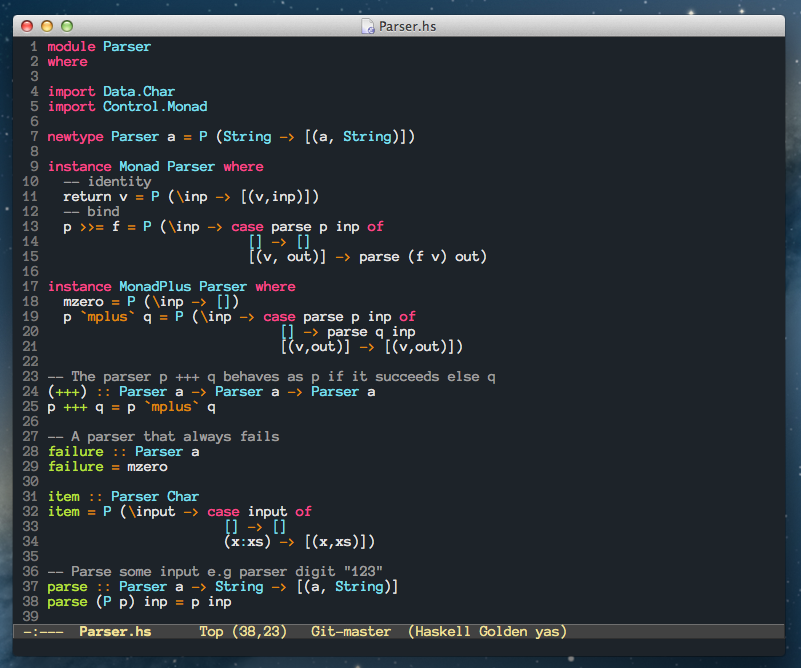 Parser.hs
1 module Parser
2 where
3
4 import Data.Char
5 import Control.Monad
6
7 newtype Parser a = P (String -> [(a, String)])
8
9 instance Monad Parser where
10   -- identity
11   return v = P (\inp -> [(v,inp)])
12   -- bind
13   p >>= f = P (\inp -> case parse p inp of
14                          [] -> []
15                          [(v, out)] -> parse (f v) out)
16
17 instance MonadPlus Parser where
18   mzero = P (\inp -> [])
19   p `mplus` q = P (\inp -> case parse p inp of
20                              [] -> parse q inp
21                              [(v,out)] -> [(v,out)])
22
23 -- The parser p +++ q behaves as p if it succeeds else q
24 (+++) :: Parser a -> Parser a -> Parser a
25 p +++ q = p `mplus` q
26
27 -- A parser that always fails
28 failure :: Parser a
29 failure = mzero
30
31 item :: Parser Char
32 item = P (\input -> case input of
33                       [] -> []
34                       (x:xs) -> [(x,xs)])
35
36 -- Parse some input e.g parser digit "123"
37 parse :: Parser a -> String -> [(a, String)]
38 parse (P p) inp = p inp
39
-:---  Parser.hs      Top (38,23)   Git-master  (Haskell Golden yas)